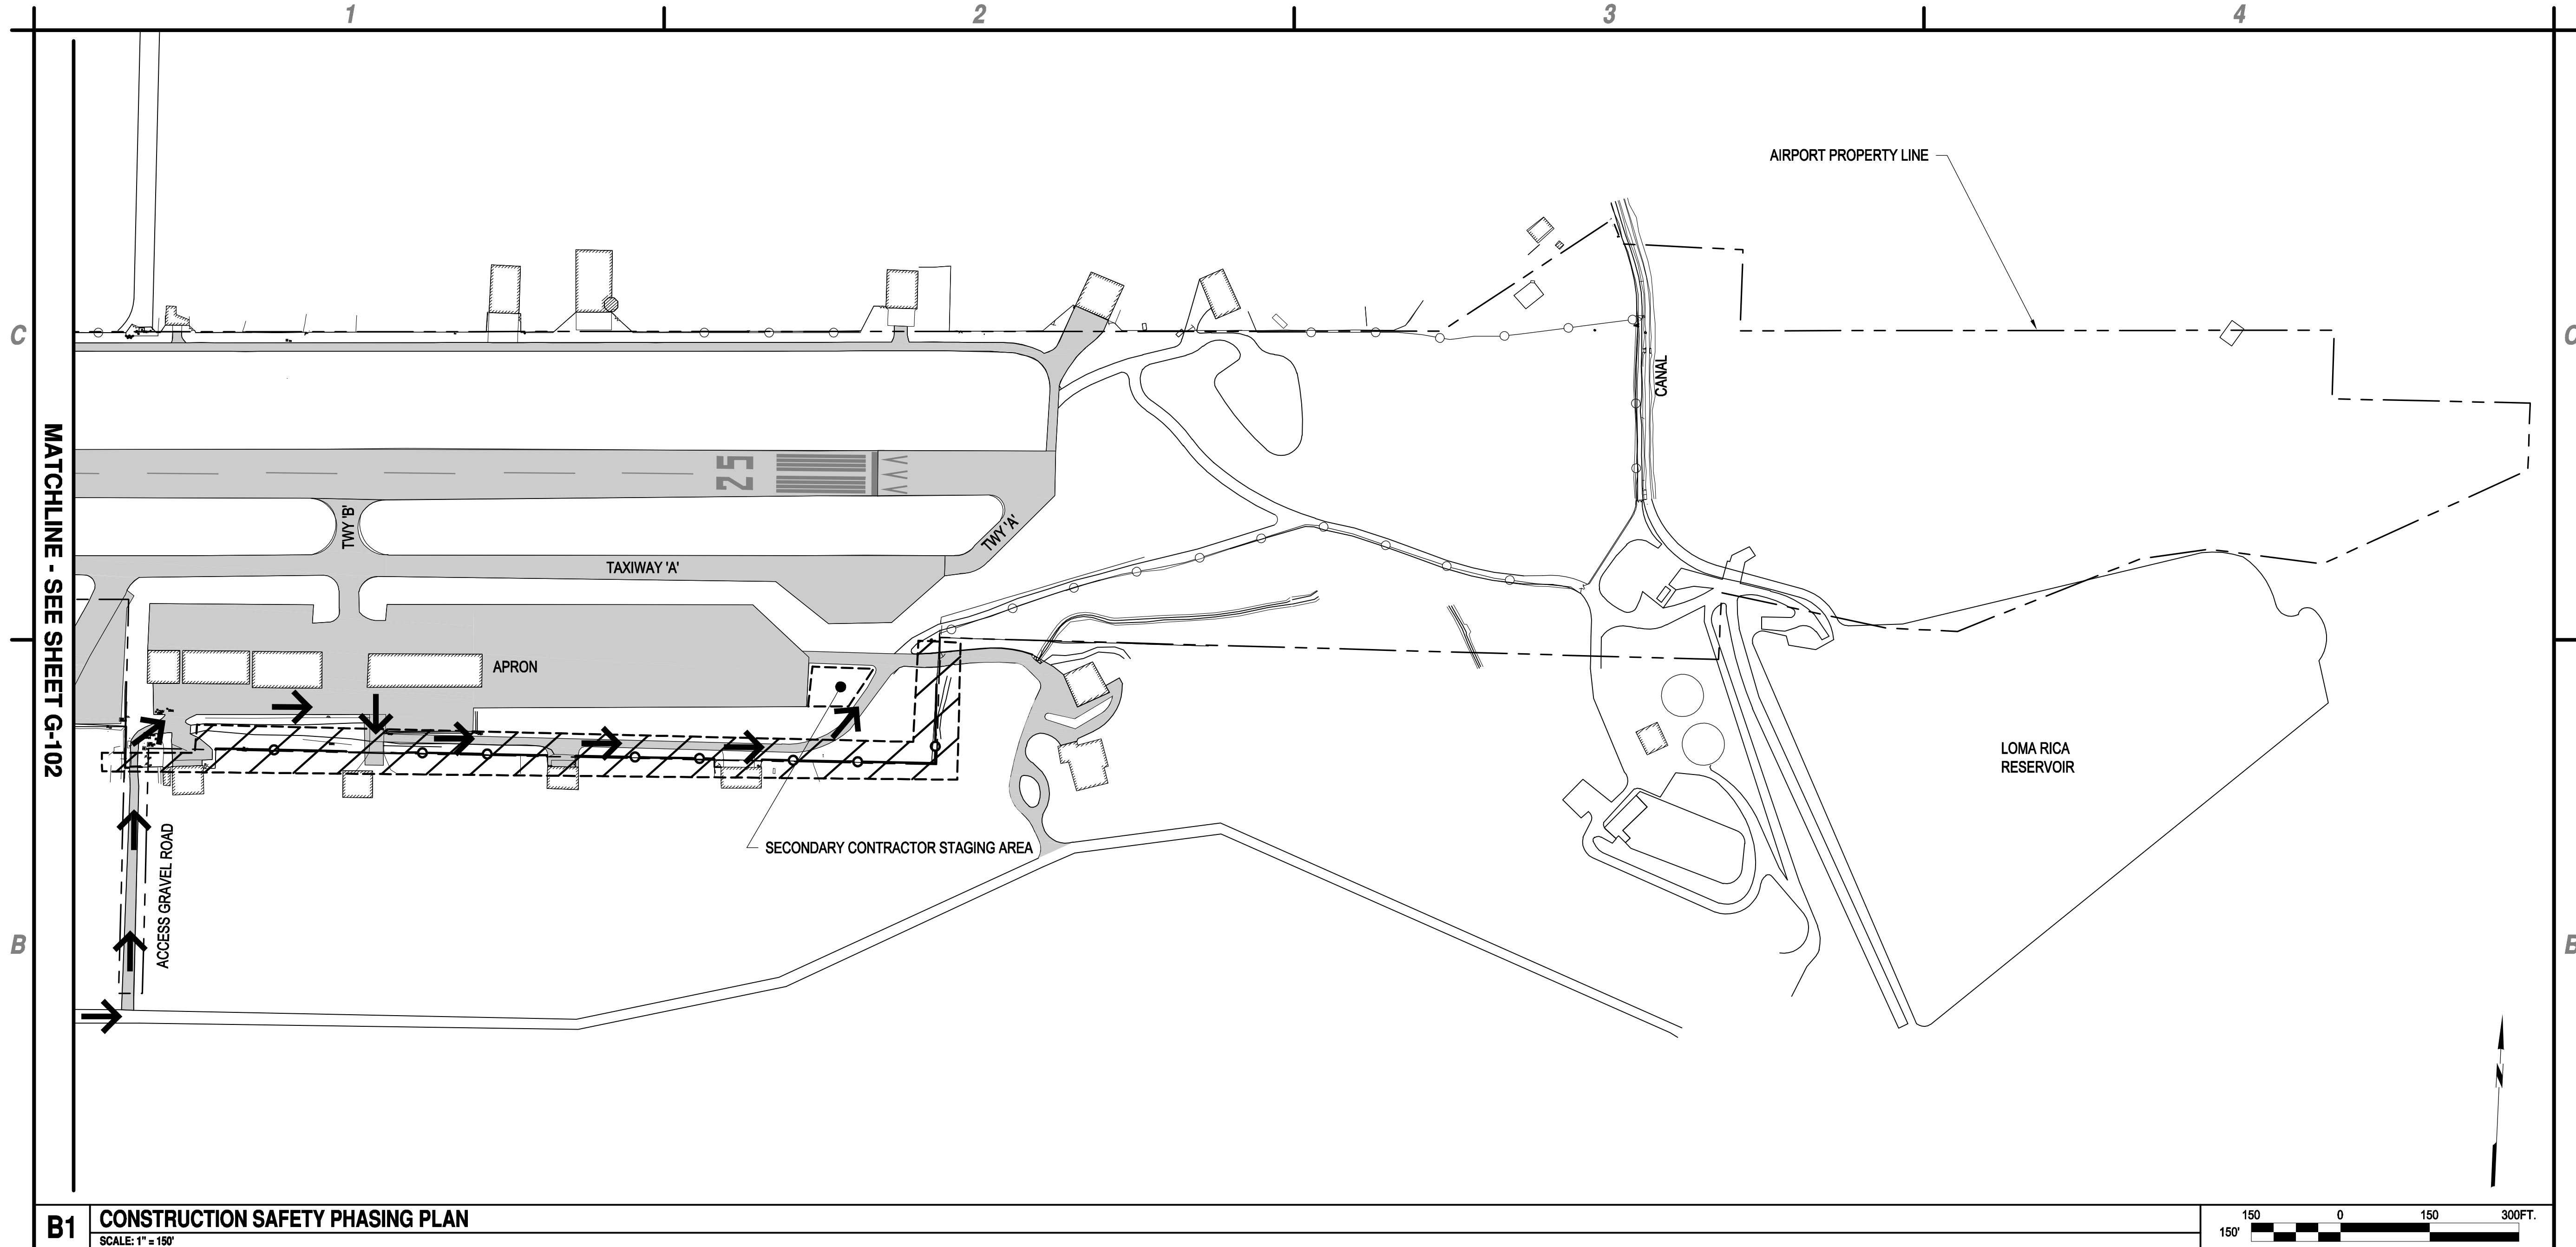 1 2 3 4
AIRPORT PROPERTY LINE
C C
CANAL
MATCHLINE - SEE SHEET G-102
25
TWY 'B'
TWY 'A'
TAXIWAY 'A'
APRON
LOMA RICA
RESERVOIR
SECONDARY CONTRACTOR STAGING AREA
ACCESS GRAVEL ROAD
B B
N
B1 CONSTRUCTION SAFETY PHASING PLAN
SCALE: 1" = 150'
150 0 150 300FT.
150'